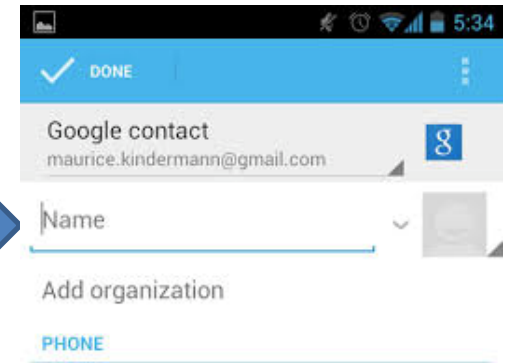 5:34
DONE
Google contact
8
maurice.kindermann@gmail.com
Name
Add organization
PHONE